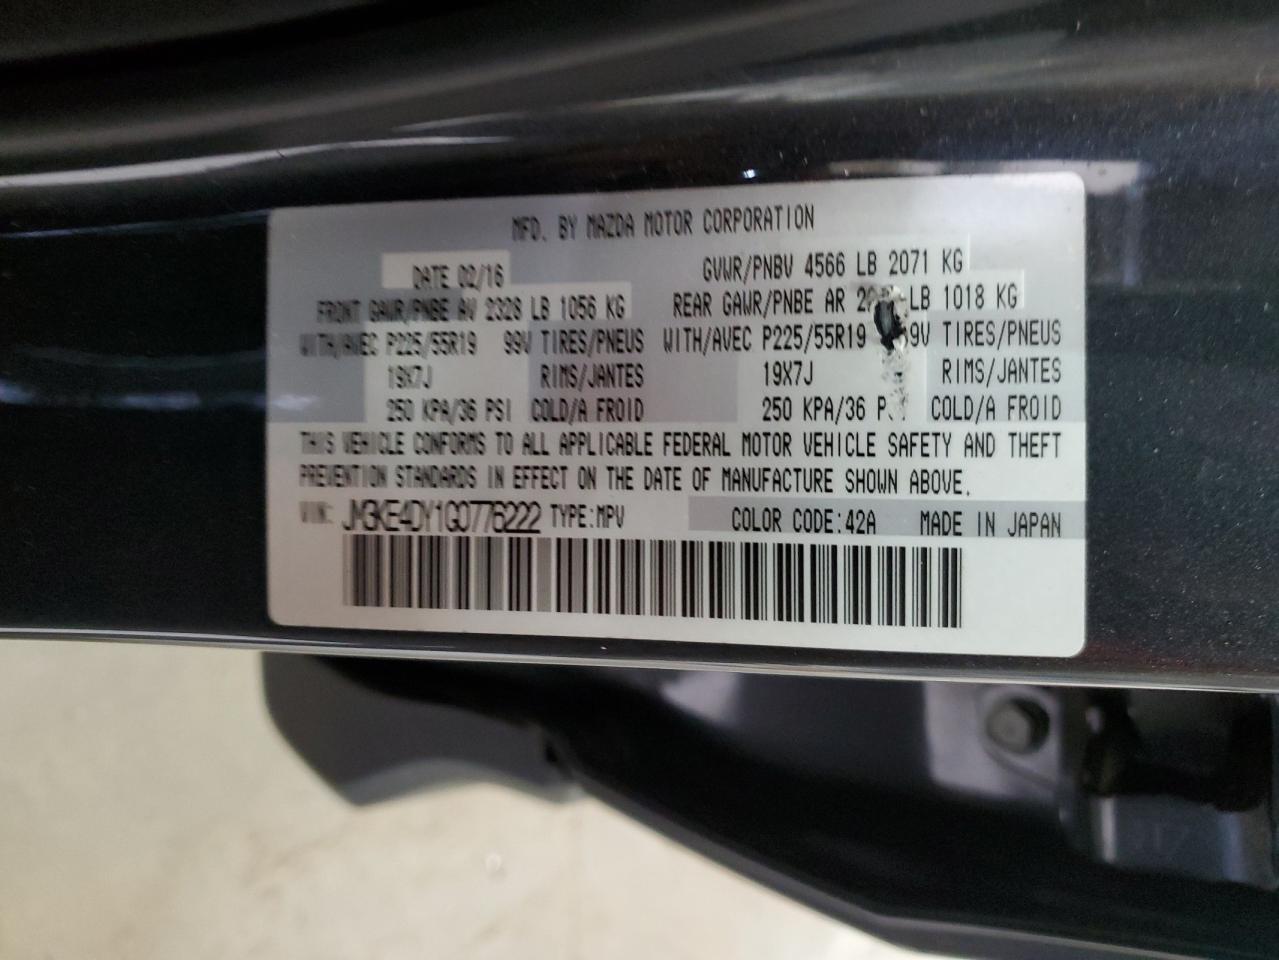 MFD. BY MAZDA MOTOR CORPORATION
DATE 02/16 GVWR/PNBV 4566 LB 2071 KG
FRONT GAWR/PNBE AV 2328 LB 1056 KG REAR GAWR/PNBE AR LB 1018 KG
WITH/AVEC P225/55R19 99V TIRES/PNEUS WITH/AVEC P225/55R19 9V TIRES/PNEUS
19X7J RIMS/JANTES 19X7J RIMS/JANTES
250 KPA/36 PSI COLD/A FROID 250 KPA/36 COLD/A FROID
THIS VEHICLE CONFORMS TO ALL APPLICABLE FEDERAL MOTOR VEHICLE SAFETY AND THEFT
PREVENTION STANDARDS IN EFFECT ON THE DATE OF MANUFACTURE SHOWN ABOVE.
VIN: JM3KE4DY1G0776222 TYPE:MPV COLOR CODE:42A MADE IN JAPAN